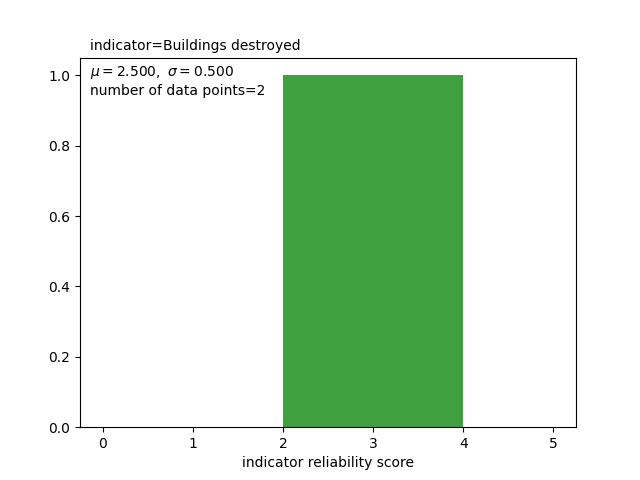 indicator=Buildings destroyed
μ = 2.500, σ = 0.500
number of data points=2
1.0
0.8
0.6
0.4
0.2
0.0
0 1 2 3 4 5
indicator reliability score